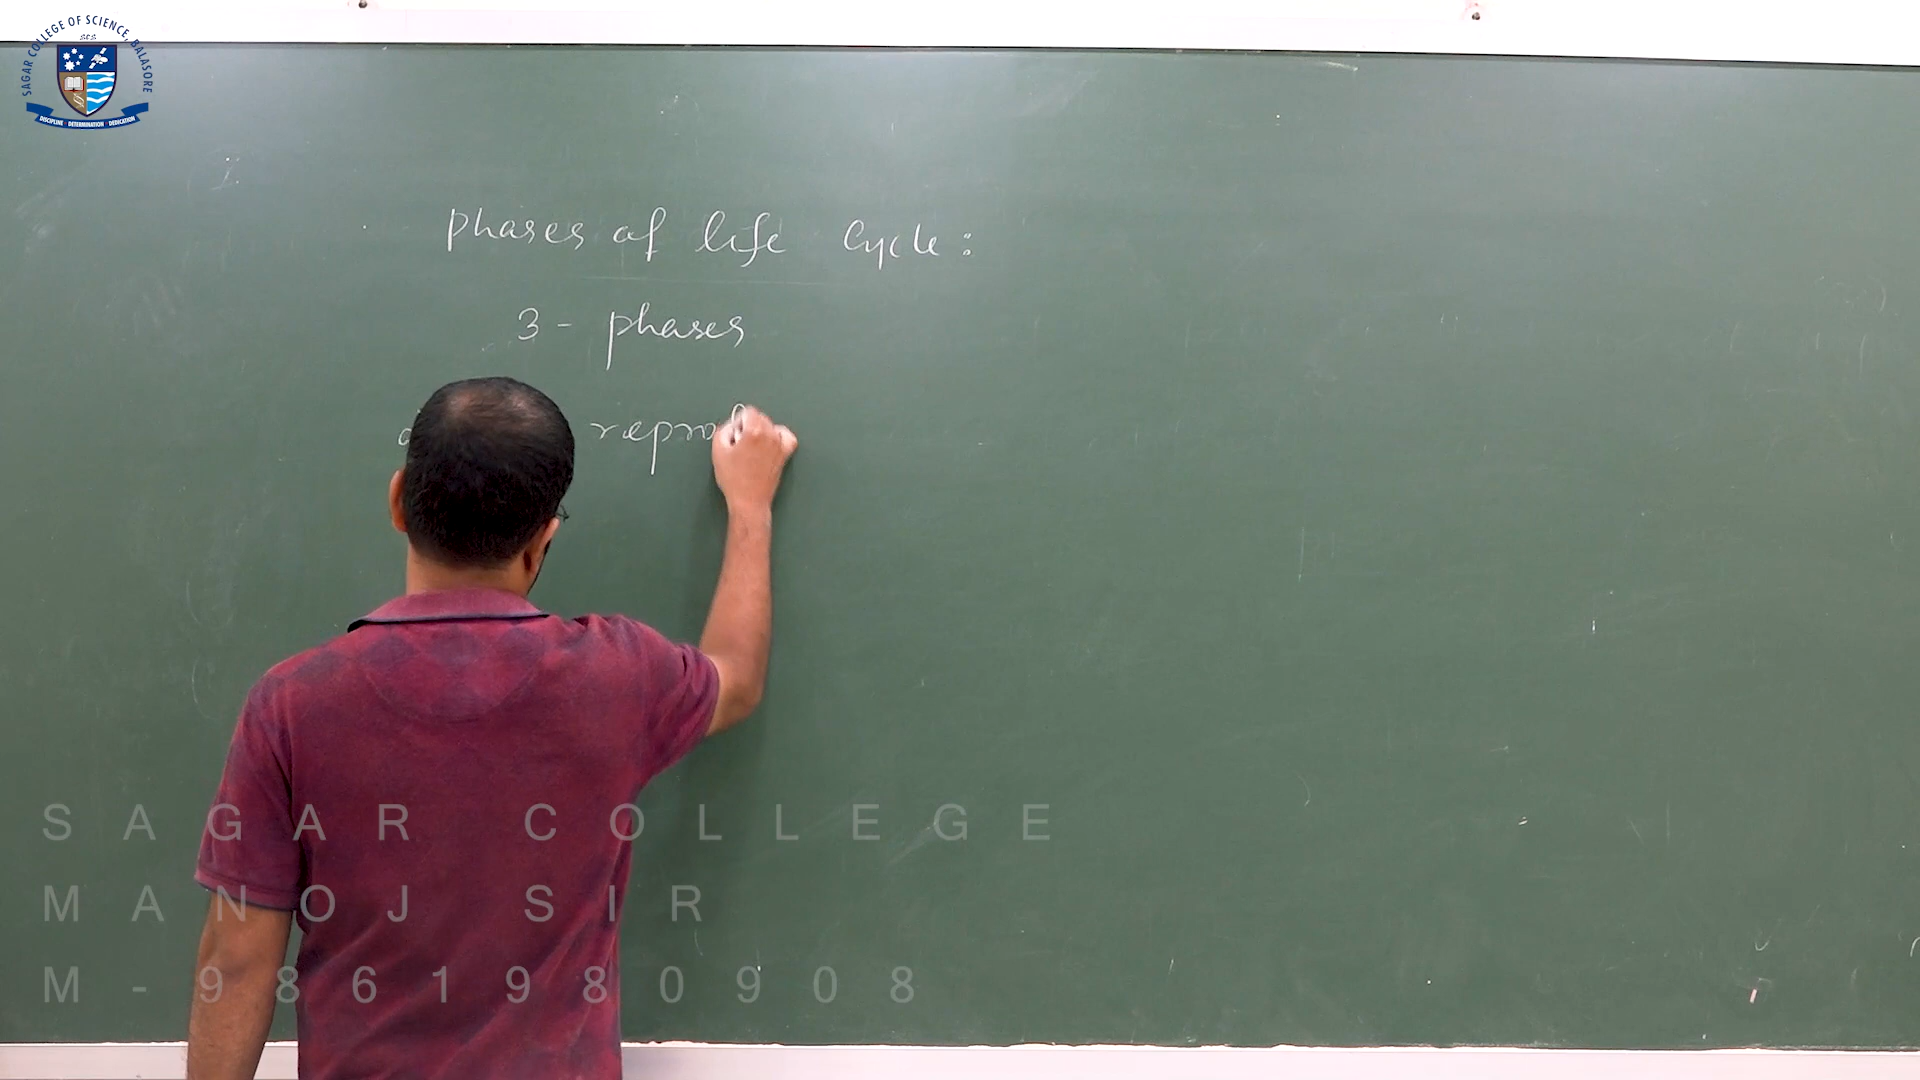 SAGAR COLLEGE OF SCIENCE, BALASORE
SCS
DISCIPLINE DETERMINATION DEDICATION
Phases of life Cycle:
3 - phases
SAGAR COLLEGE
MANOJ SIR
M-9861980908